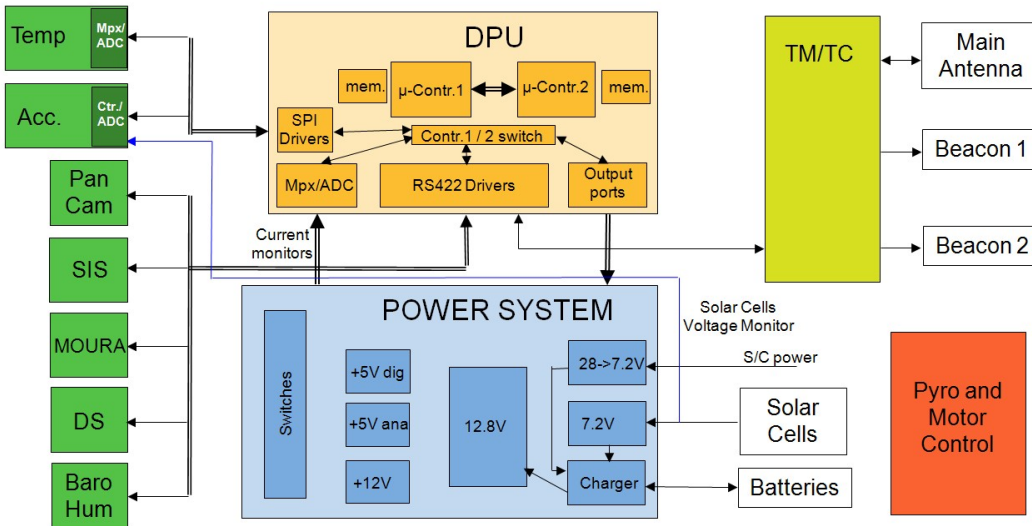 Temp
Mpx/
ADC
Acc.
Ctr./
ADC
Pan
Cam
SIS
MOURA
DS
Baro
Hum
DPU
mem.
μ-Contr.1
μ-Contr.2
mem.
SPI
Drivers
Contr.1 / 2 switch
Mpx/ADC
RS422 Drivers
Output
ports
Current
monitors
TM/TC
Main
Antenna
Beacon 1
Beacon 2
POWER SYSTEM
Switches
+5V dig
+5V ana
+12V
12.8V
28->7.2V
7.2V
Charger
Solar Cells
Voltage Monitor
S/C power
Solar
Cells
Batteries
Pyro and
Motor
Control